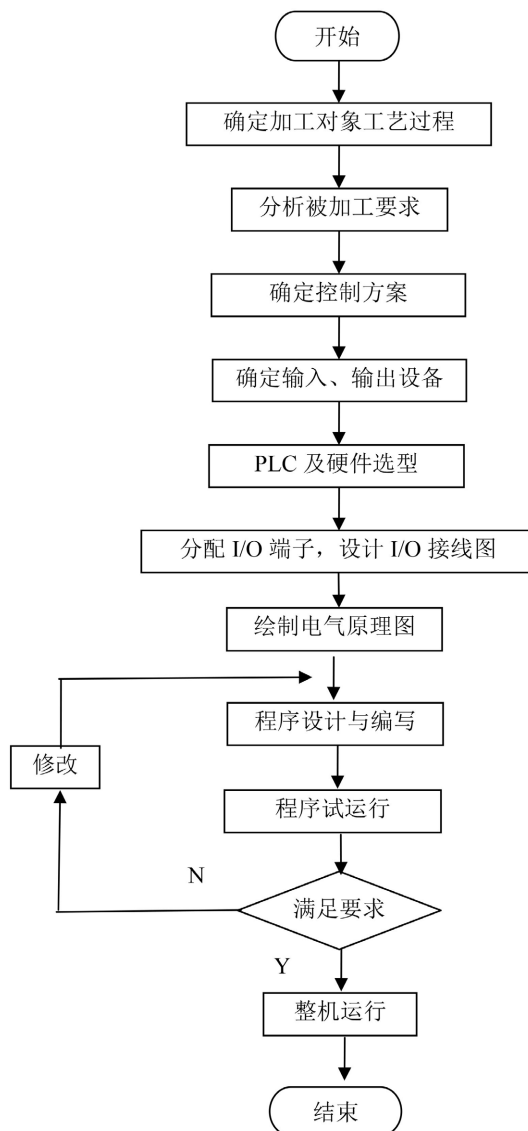 开始
确定加工对象工艺过程
分析被加工要求
确定控制方案
确定输入、输出设备
PLC 及硬件选型
分配 I/O 端子，设计 I/O 接线图
绘制电气原理图
程序设计与编写
修改
程序试运行
N
满足要求
Y
整机运行
结束